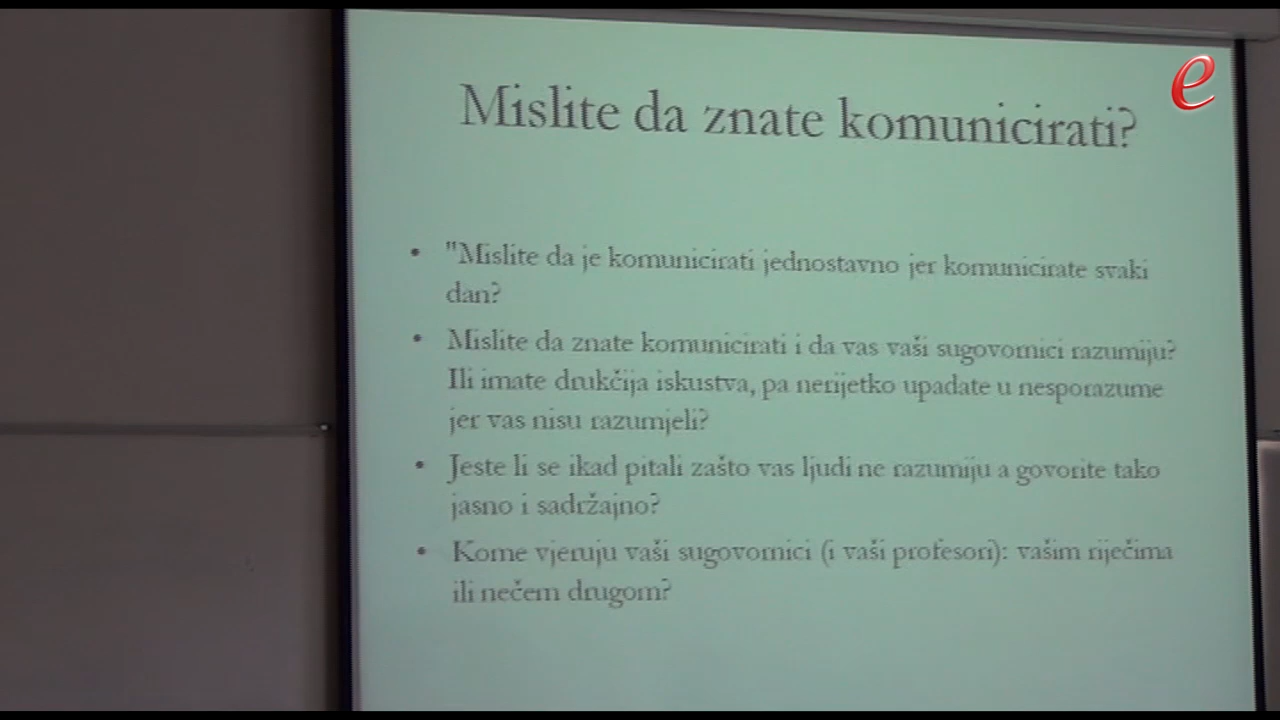 e
Mislite da znate komunicirati?
• "Mislite da je komunicirati jednostavno jer komunicirate svaki
dan?
• Mislite da znate komunicirati i da vas vaši sugovornici razumiju?
Ili imate drukčija iskustva, pa nerijetko upadate u nesporazume
jer vas nisu razumjeli?
• Jeste li se ikad pitali zašto vas ljudi ne razumiju a govorite tako
jasno i sadržajno?
• Kome vjeruju vaši sugovornici (i vaši profesori): vašim riječima
ili nečem drugom?